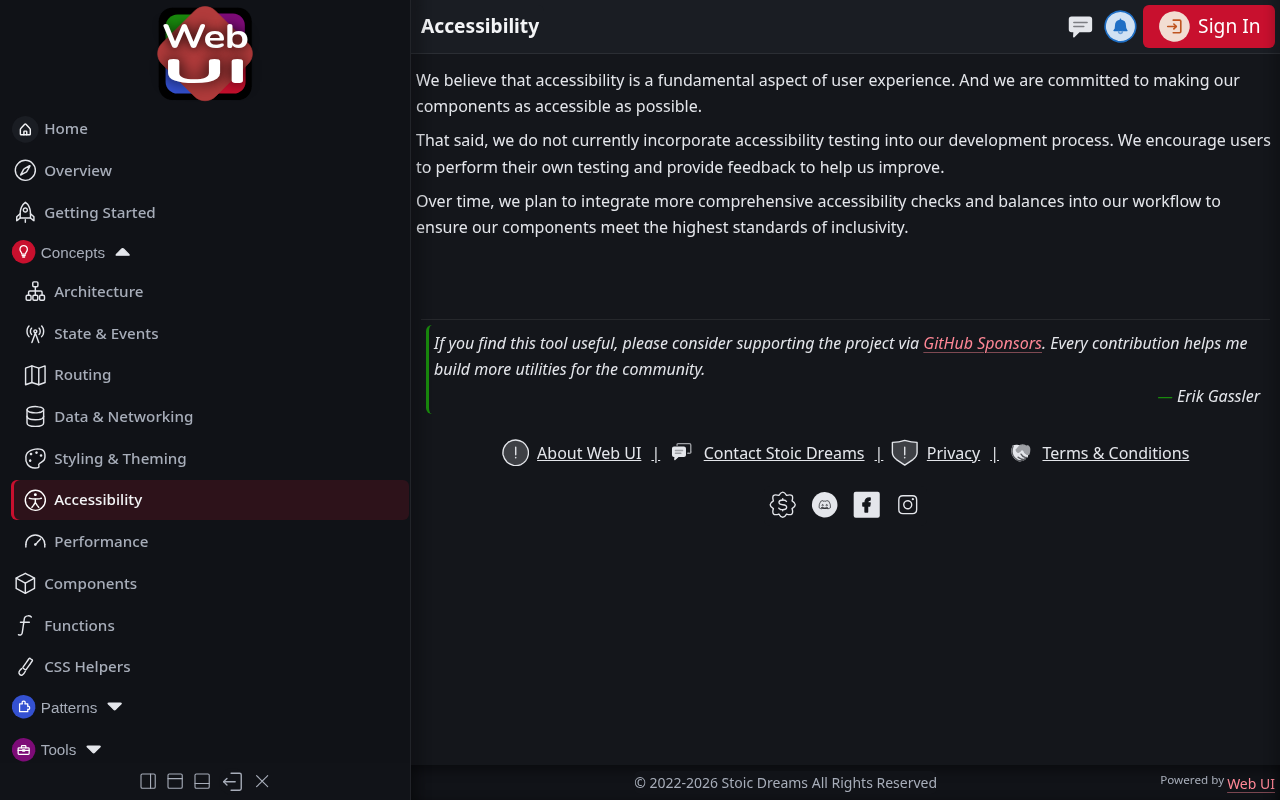 Web
UI
Home
Overview
Getting Started
Concepts
Architecture
State & Events
Routing
Data & Networking
Styling & Theming
Accessibility
Performance
Components
Functions
CSS Helpers
Patterns
Tools
Accessibility
Sign In
We believe that accessibility is a fundamental aspect of user experience. And we are committed to making our
components as accessible as possible.
That said, we do not currently incorporate accessibility testing into our development process. We encourage users
to perform their own testing and provide feedback to help us improve.
Over time, we plan to integrate more comprehensive accessibility checks and balances into our workflow to
ensure our components meet the highest standards of inclusivity.
If you find this tool useful, please consider supporting the project via GitHub Sponsors. Every contribution helps me
build more utilities for the community.
— Erik Gassler
About Web UI | Contact Stoic Dreams | Privacy | Terms & Conditions
© 2022-2026 Stoic Dreams All Rights Reserved
Powered by Web UI